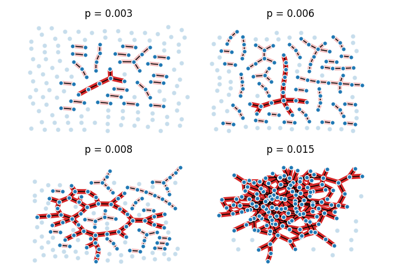 p = 0.003
p = 0.006
p = 0.008
p = 0.015